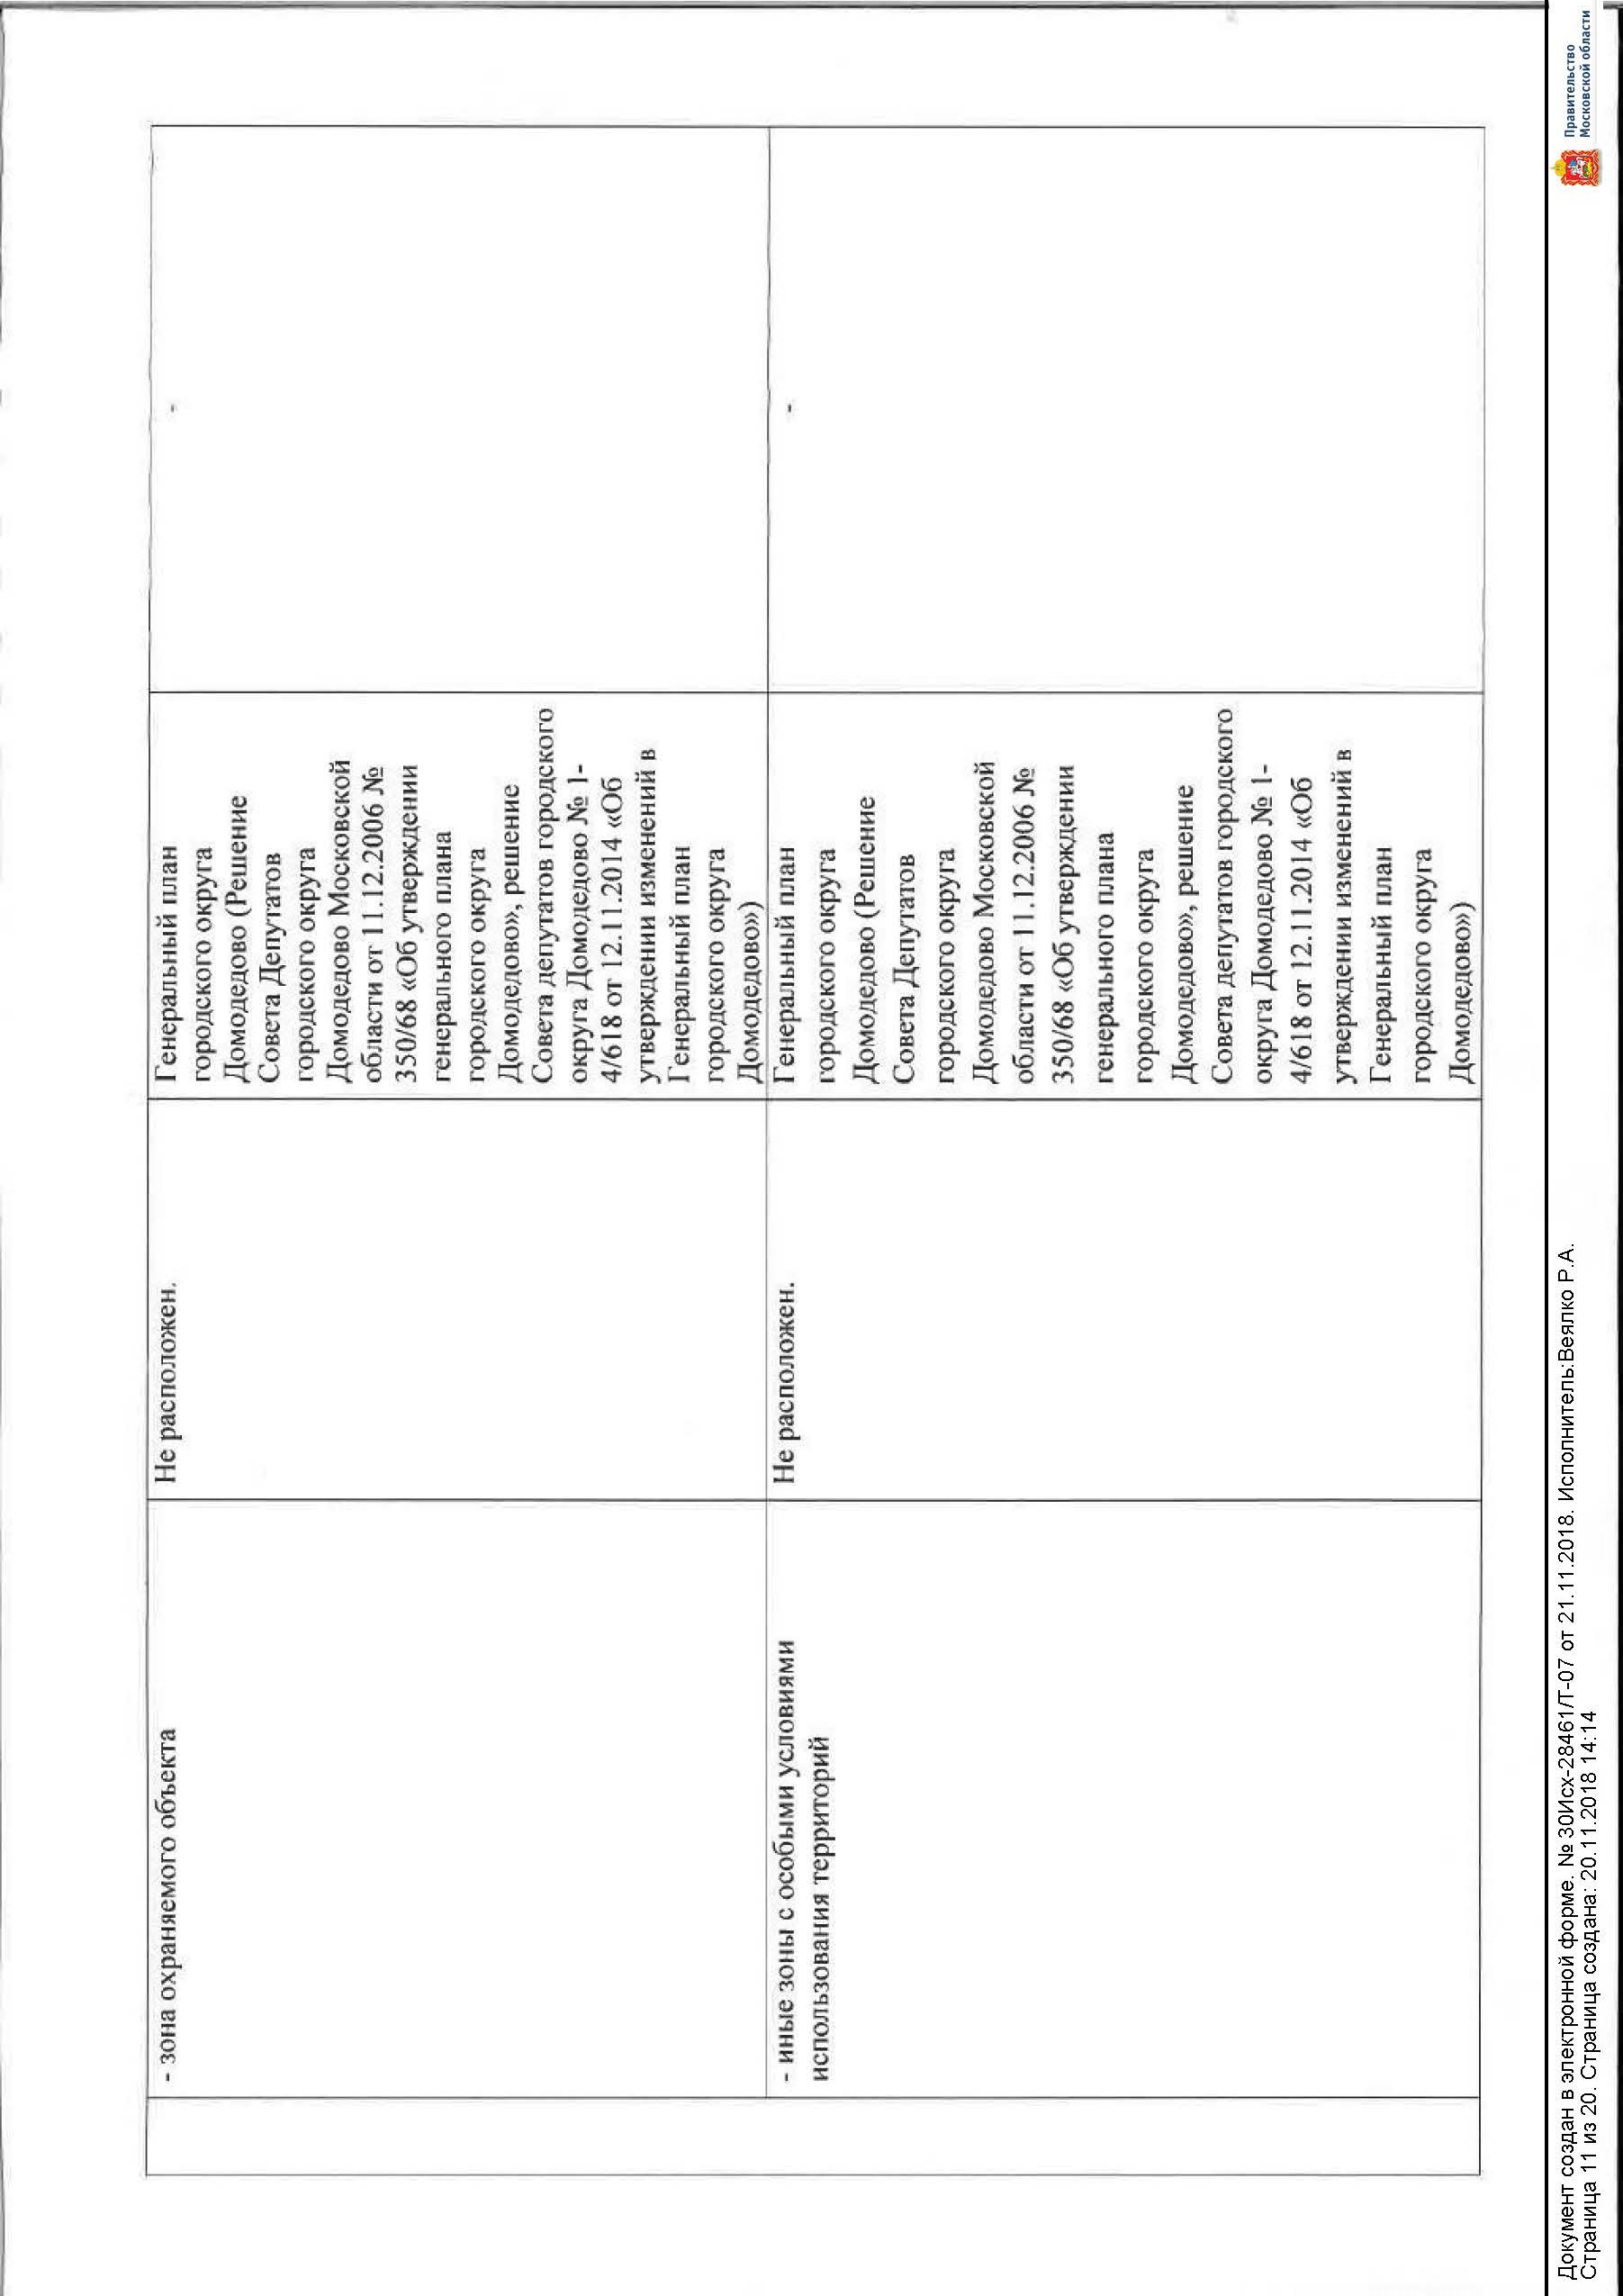 - зона охраняемого объекта
Не расположен.
Генеральный план
городского округа
Домодедово (Решение
Совета Депутатов
городского округа
Домодедово Московской
области от 11.12.2006 №
350/68 «Об утверждении
генерального плана
городского округа
Домодедово», решение
Совета депутатов городского
округа Домодедово № 1-
4/618 от 12.11.2014 «Об
утверждении изменений в
Генеральный план
городского округа
Домодедово»)
-
- иные зоны с особыми условиями
использования территорий
Не расположен.
Генеральный план
городского округа
Домодедово (Решение
Совета Депутатов
городского округа
Домодедово Московской
области от 11.12.2006 №
350/68 «Об утверждении
генерального плана
городского округа
Домодедово», решение
Совета депутатов городского
округа Домодедово № 1-
4/618 от 12.11.2014 «Об
утверждении изменений в
Генеральный план
городского округа
Домодедово»)
-
Документ создан в электронной форме. № 30Исх-28461/Т-07 от 21.11.2018. Исполнитель:Веялко Р.А.
Страница 11 из 20. Страница создана: 20.11.2018 14:14
Правительство
Московской области